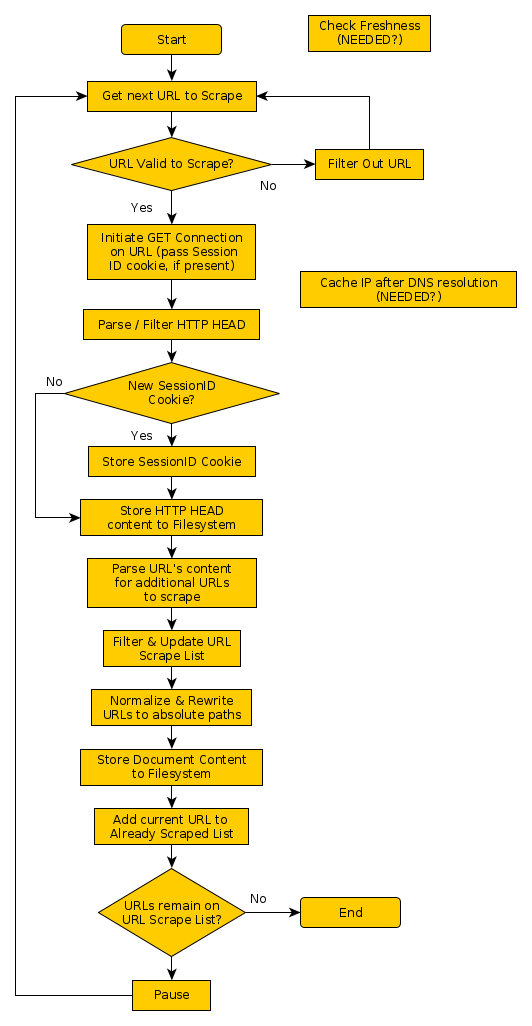 Start
Check Freshness
(NEEDED?)
Get next URL to Scrape
URL Valid to Scrape?
Filter Out URL
No
Yes
Initiate GET Connection
on URL (pass Session
ID cookie, if present)
Cache IP after DNS resolution
(NEEDED?)
Parse / Filter HTTP HEAD
No
New SessionID
Cookie?
Yes
Store SessionID Cookie
Store HTTP HEAD
content to Filesystem
Parse URL's content
for additional URLs
to scrape
Filter & Update URL
Scrape List
Normalize & Rewrite
URLs to absolute paths
Store Document Content
to Filesystem
Add current URL to
Already Scraped List
URLs remain on
URL Scrape List?
No
End
Pause